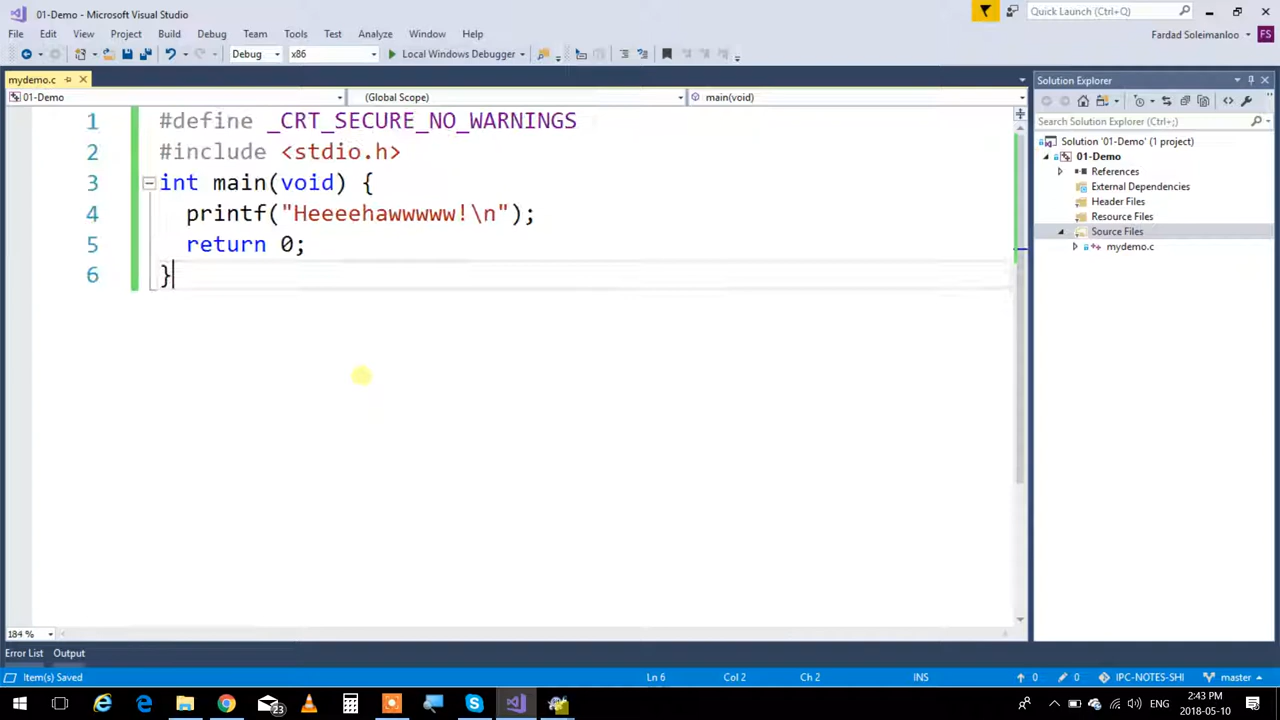 01-Demo - Microsoft Visual Studio
Quick Launch (Ctrl+Q)
File Edit View Project Build Debug Team Tools Test Analyze Window Help
Fardad Soleimanloo FS
Debug x86 Local Windows Debugger
mydemo.c
Solution Explorer
01-Demo (Global Scope) main(void)
Search Solution Explorer (Ctrl+;)
1 #define _CRT_SECURE_NO_WARNINGS
2 #include <stdio.h>
3 int main(void) {
4 printf("Heeeehawwwww!\n");
5 return 0;
6 }
Solution '01-Demo' (1 project)
01-Demo
References
External Dependencies
Header Files
Resource Files
Source Files
mydemo.c
184 %
Error List Output
Item(s) Saved Ln 6 Col 2 Ch 2 INS 0 0 IPC-NOTES-SHI master
23
2:43 PM
2018-05-10